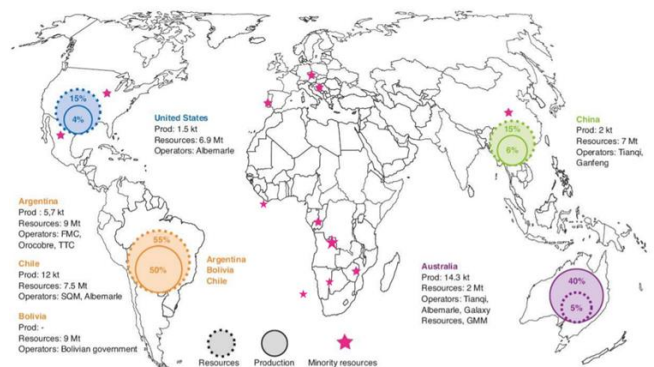 15%
4%
United States
Prod: 1.5 kt
Resources: 6.9 Mt
Operators: Albemarle
China
Prod: 2 kt
Resources: 7 Mt
Operators: Tianqi,
Ganfeng
15%
6%
Argentina
Prod : 5,7 kt
Resources: 9 Mt
Operators: FMC,
Orocobre, TTC
Chile
Prod: 12 kt
Resources: 7.5 Mt
Operators: SQM, Albemarle
Bolivia
Prod: -
Resources: 9 Mt
Operators: Bolivian government
55%
50%
Argentina
Bolivia
Chile
Australia
Prod: 14.3 kt
Resources: 2 Mt
Operators: Tianqi,
Albemarle, Galaxy
Resources, GMM
40%
5%
Resources
Production
Minority resources